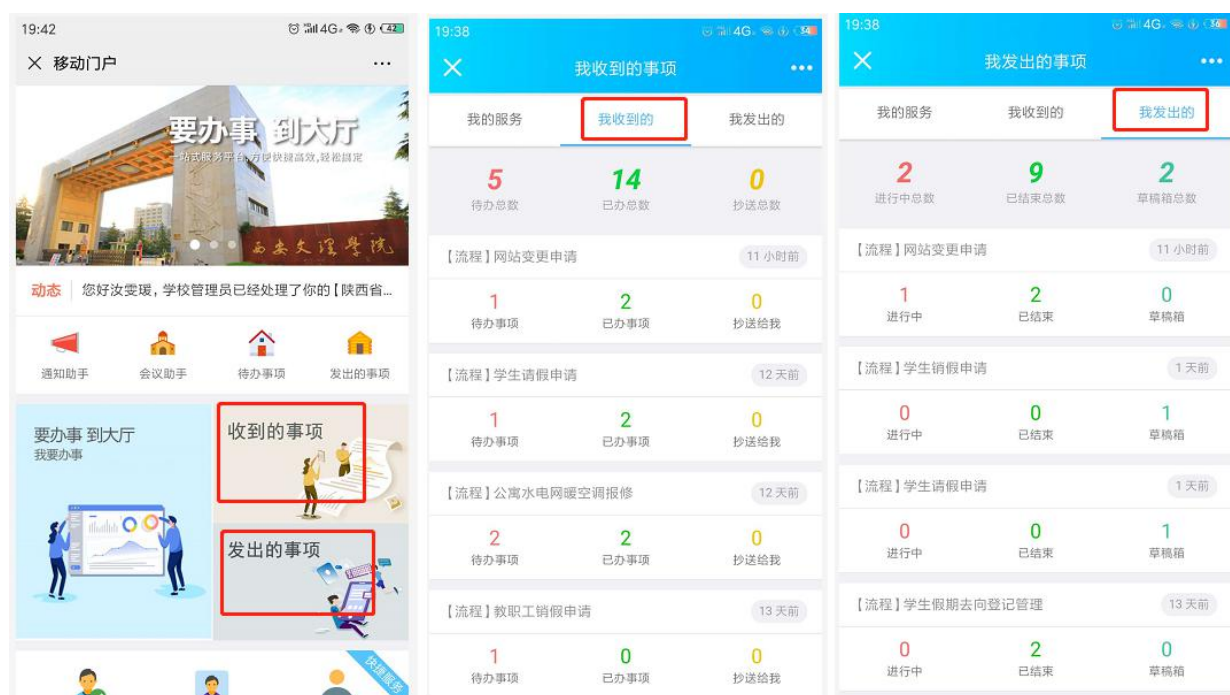 19:42
4G
42
移动门户
要办事 到大厅
一站式服务平台,方便快捷高效,轻松搞定
西安文理学院
动态 您好汝雯瑗，学校管理员已经处理了你的【陕西省...
通知助手 会议助手 待办事项 发出的事项
要办事 到大厅
我要办事
收到的事项
发出的事项
快捷服务
19:38
4G
34
我收到的事项
我的服务 我收到的 我发出的
5 14 0
待办总数 已办总数 抄送总数
【流程】网站变更申请 11 小时前
1 2 0
待办事项 已办事项 抄送给我
【流程】学生请假申请 12 天前
1 2 0
待办事项 已办事项 抄送给我
【流程】公寓水电网暖空调报修 12 天前
2 2 0
待办事项 已办事项 抄送给我
【流程】教职工销假申请 13 天前
1 0 0
待办事项 已办事项 抄送给我
19:38
4G
36
我发出的事项
我的服务 我收到的 我发出的
2 9 2
进行中总数 已结束总数 草稿箱总数
【流程】网站变更申请 11 小时前
1 2 0
进行中 已结束 草稿箱
【流程】学生销假申请 1 天前
0 0 1
进行中 已结束 草稿箱
【流程】学生请假申请 1 天前
0 0 1
进行中 已结束 草稿箱
【流程】学生假期去向登记管理 13 天前
0 2 0
进行中 已结束 草稿箱